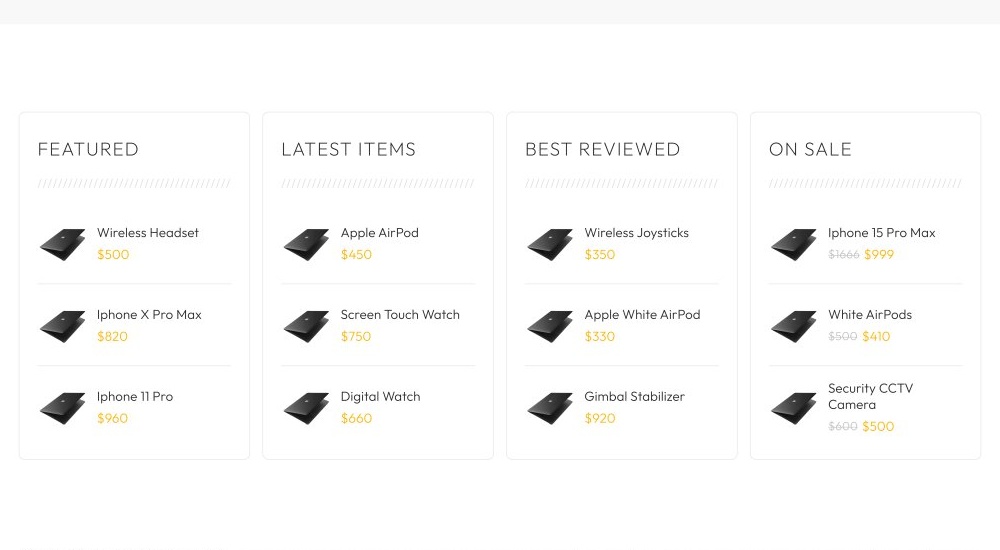 FEATURED
Wireless Headset
$500
Iphone X Pro Max
$820
Iphone 11 Pro
$960
LATEST ITEMS
Apple AirPod
$450
Screen Touch Watch
$750
Digital Watch
$660
BEST REVIEWED
Wireless Joysticks
$350
Apple White AirPod
$330
Gimbal Stabilizer
$920
ON SALE
Iphone 15 Pro Max
$1666 $999
White AirPods
$500 $410
Security CCTV
Camera
$600 $500